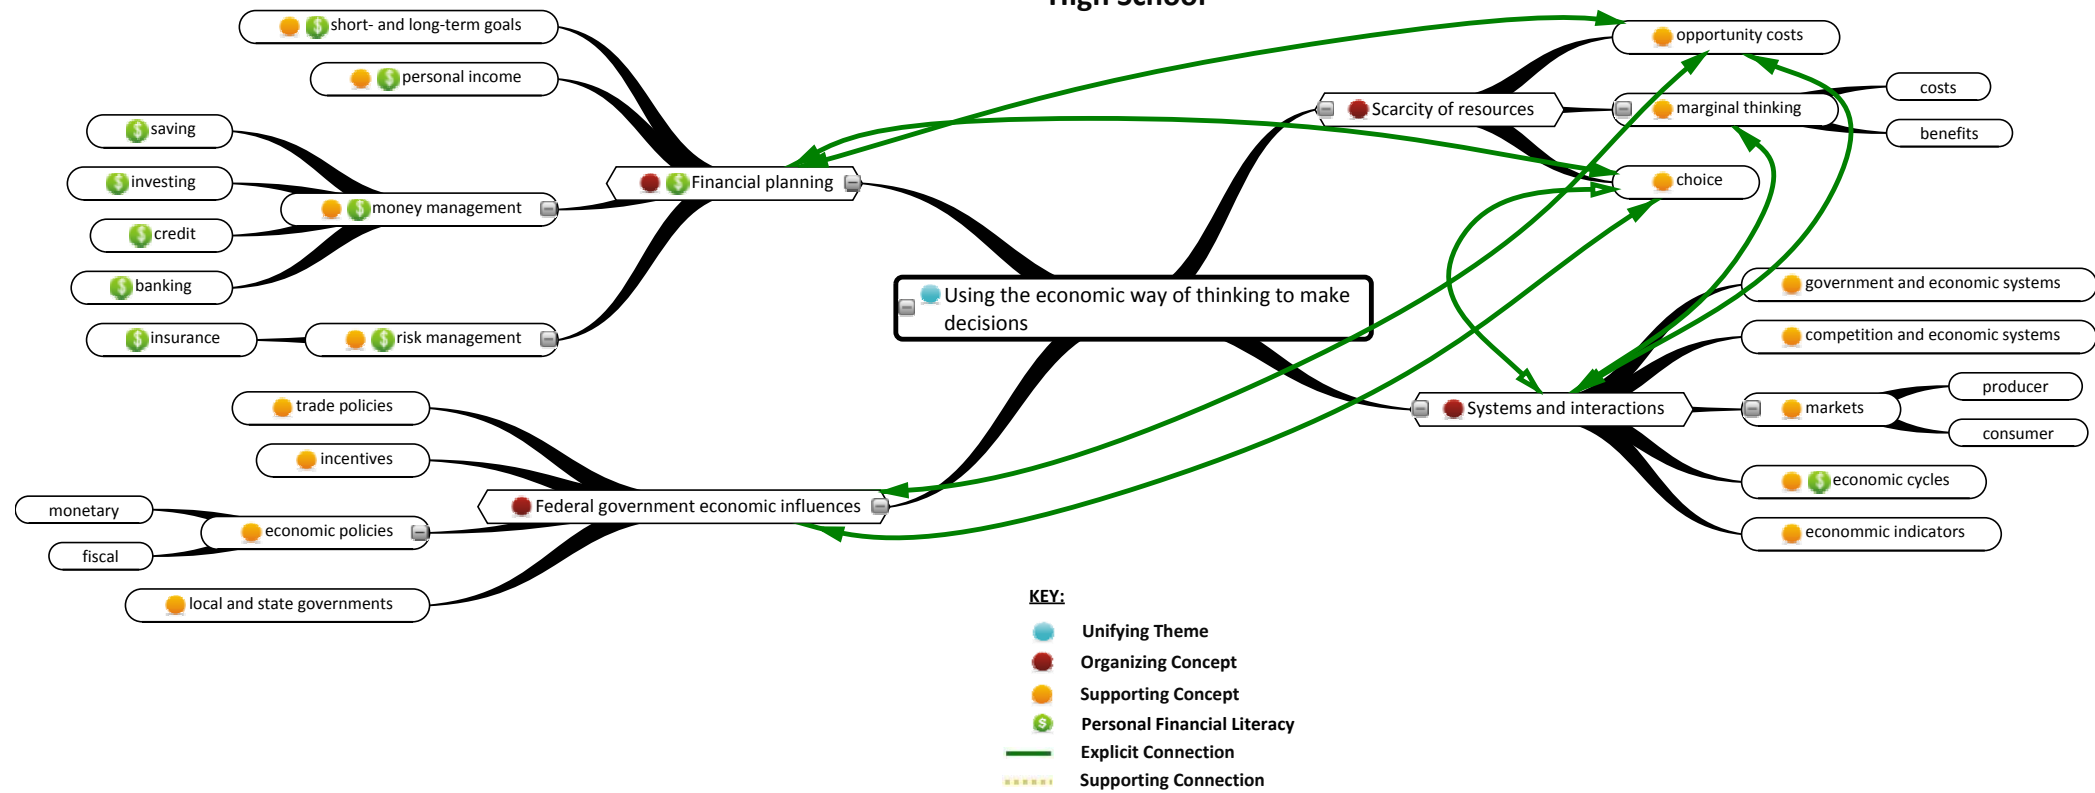 High School
short- and long-term goals
personal income
saving
investing
money management
credit
banking
insurance
risk management
Financial planning
trade policies
incentives
monetary
fiscal
economic policies
local and state governments
Federal government economic influences
Using the economic way of thinking to make
decisions
Scarcity of resources
opportunity costs
marginal thinking
costs
benefits
choice
Systems and interactions
government and economic systems
competition and economic systems
markets
producer
consumer
economic cycles
econommic indicators
KEY:
Unifying Theme
Organizing Concept
Supporting Concept
Personal Financial Literacy
Explicit Connection
Supporting Connection